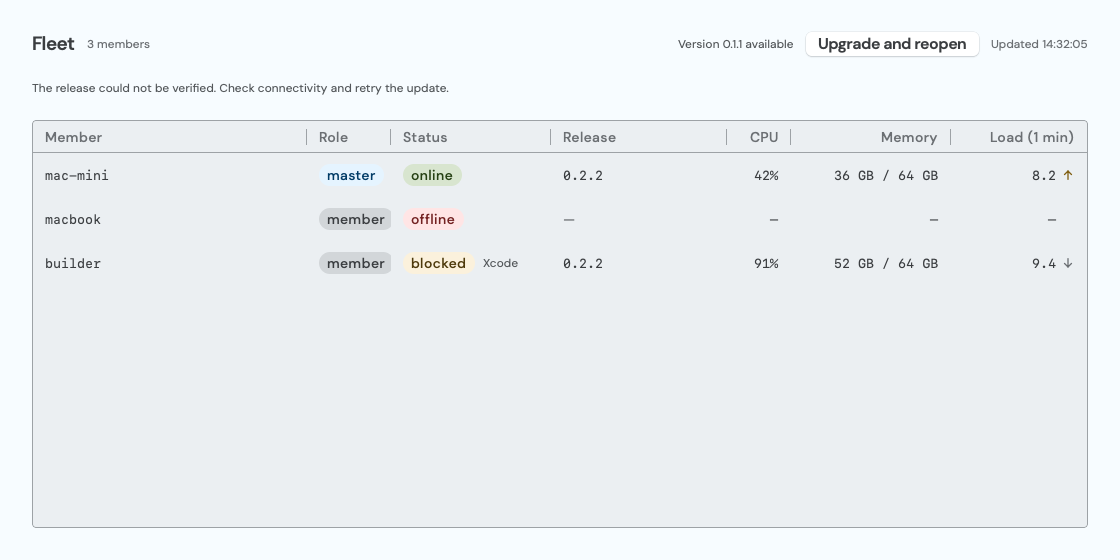 Fleet 3 members Version 0.1.1 available Upgrade and reopen Updated 14:32:05
The release could not be verified. Check connectivity and retry the update.
Member Role Status Release CPU Memory Load (1 min)
mac-mini master online 0.2.2 42% 36 GB / 64 GB 8.2 ↑
macbook member offline — — — —
builder member blocked Xcode 0.2.2 91% 52 GB / 64 GB 9.4 ↓